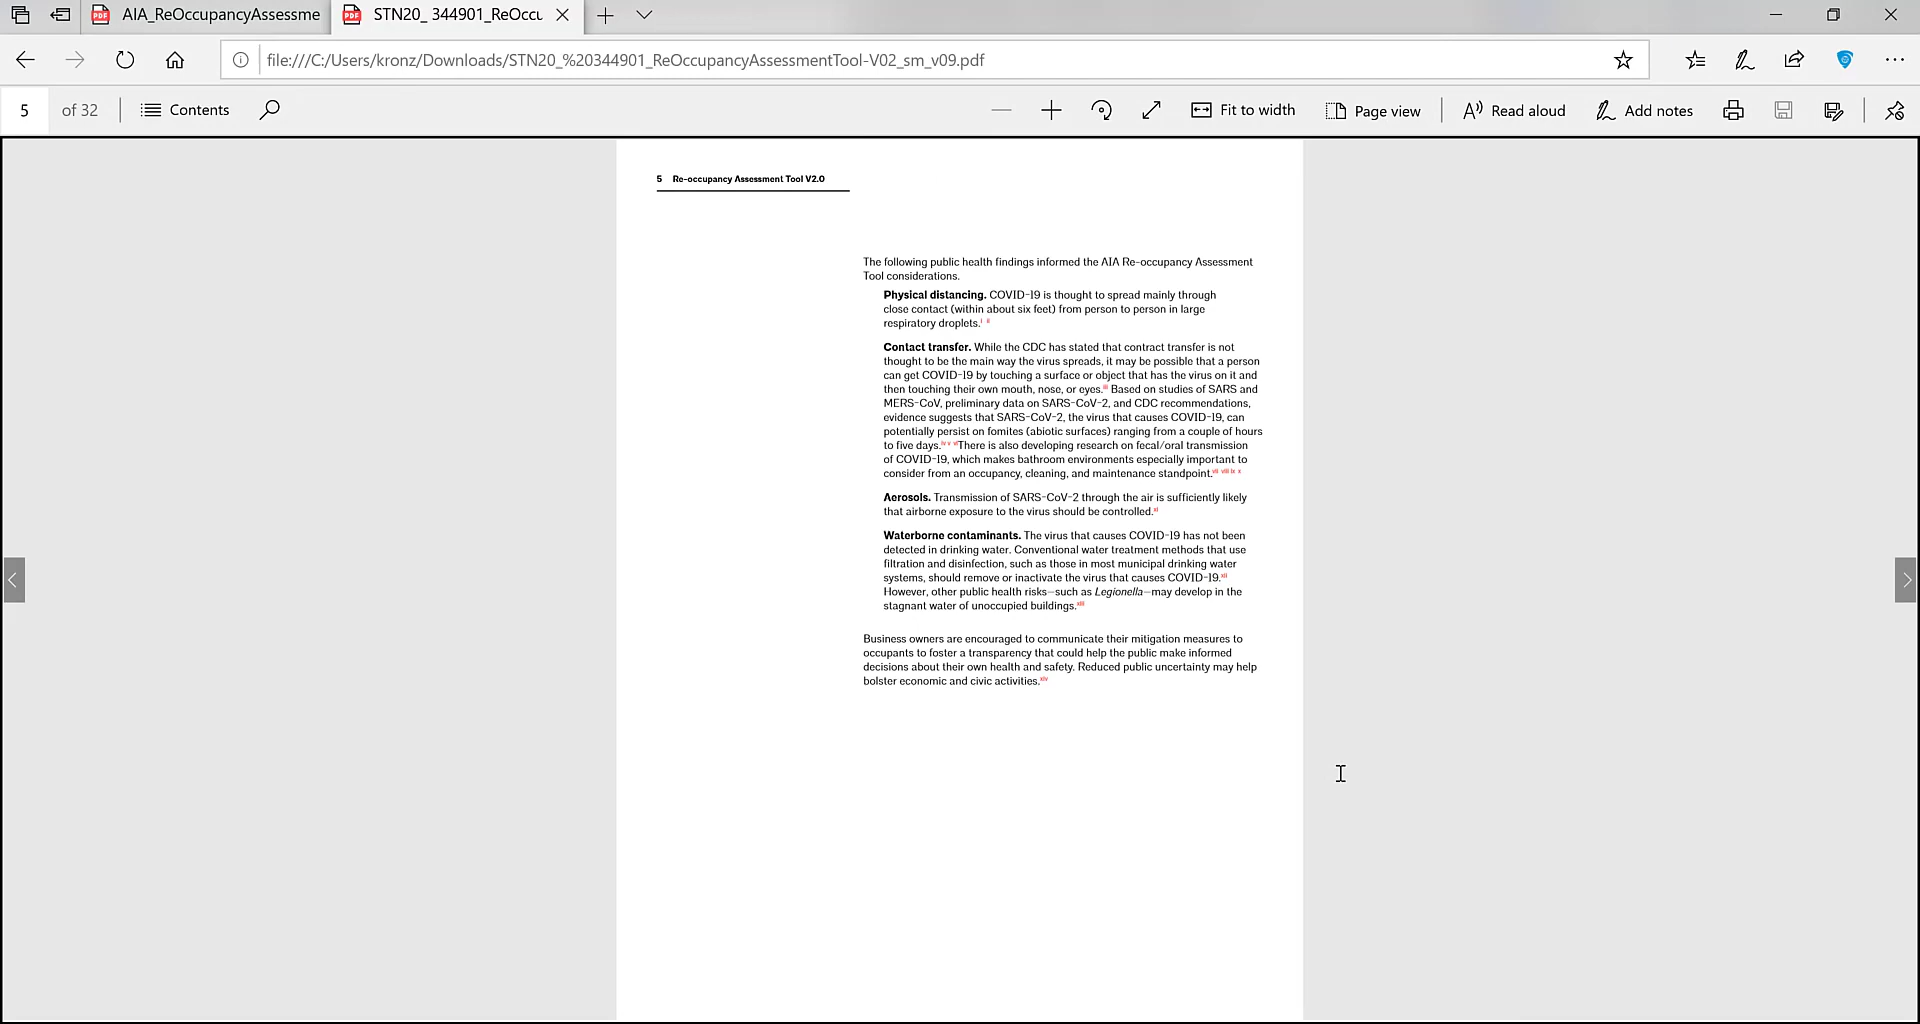 AIA_ReOccupancyAssessme
STN20_ 344901_ReOccu
file:///C:/Users/kronz/Downloads/STN20_%20344901_ReOccupancyAssessmentTool-V02_sm_v09.pdf
5 of 32 Contents Fit to width Page view Read aloud Add notes
5 Re-occupancy Assessment Tool V2.0
The following public health findings informed the AIA Re-occupancy Assessment
Tool considerations.
Physical distancing. COVID-19 is thought to spread mainly through
close contact (within about six feet) from person to person in large
respiratory droplets.i ii
Contact transfer. While the CDC has stated that contract transfer is not
thought to be the main way the virus spreads, it may be possible that a person
can get COVID-19 by touching a surface or object that has the virus on it and
then touching their own mouth, nose, or eyes.iii Based on studies of SARS and
MERS-CoV, preliminary data on SARS-CoV-2, and CDC recommendations,
evidence suggests that SARS-CoV-2, the virus that causes COVID-19, can
potentially persist on fomites (abiotic surfaces) ranging from a couple of hours
to five days.iv v viThere is also developing research on fecal/oral transmission
of COVID-19, which makes bathroom environments especially important to
consider from an occupancy, cleaning, and maintenance standpoint.vii viii ix x
Aerosols. Transmission of SARS-CoV-2 through the air is sufficiently likely
that airborne exposure to the virus should be controlled.xi
Waterborne contaminants. The virus that causes COVID-19 has not been
detected in drinking water. Conventional water treatment methods that use
filtration and disinfection, such as those in most municipal drinking water
systems, should remove or inactivate the virus that causes COVID-19.xii
However, other public health risks—such as Legionella—may develop in the
stagnant water of unoccupied buildings.xiii
Business owners are encouraged to communicate their mitigation measures to
occupants to foster a transparency that could help the public make informed
decisions about their own health and safety. Reduced public uncertainty may help
bolster economic and civic activities.xiv